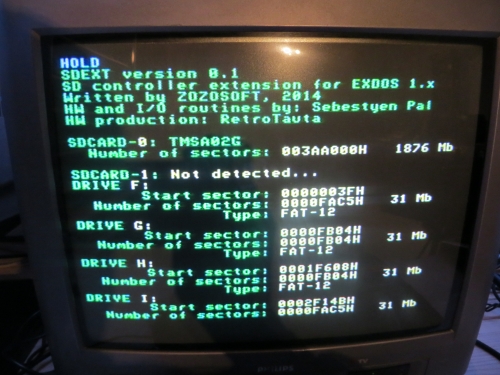 HOLD
SDEXT version 0.1
SD controller extension for EXDOS 1.x
Written by ZOZOSOFT, 2014
HW and I/O routines by: Sebestyen Pal
HW production: RetroTauta
SDCARD-0: TMSA02G
Number of sectors: 003AA000H 1876 Mb
SDCARD-1: Not detected...
DRIVE F:
Start sector: 0000003FH
Number of sectors: 0000FAC5H 31 Mb
Type: FAT-12
DRIVE G:
Start sector: 0000FB04H
Number of sectors: 0000FB04H 31 Mb
Type: FAT-12
DRIVE H:
Start sector: 0001F608H
Number of sectors: 0000FB04H 31 Mb
Type: FAT-12
DRIVE I:
Start sector: 0002F14BH
Number of sectors: 0000FAC5H 31 Mb
PHILIPS